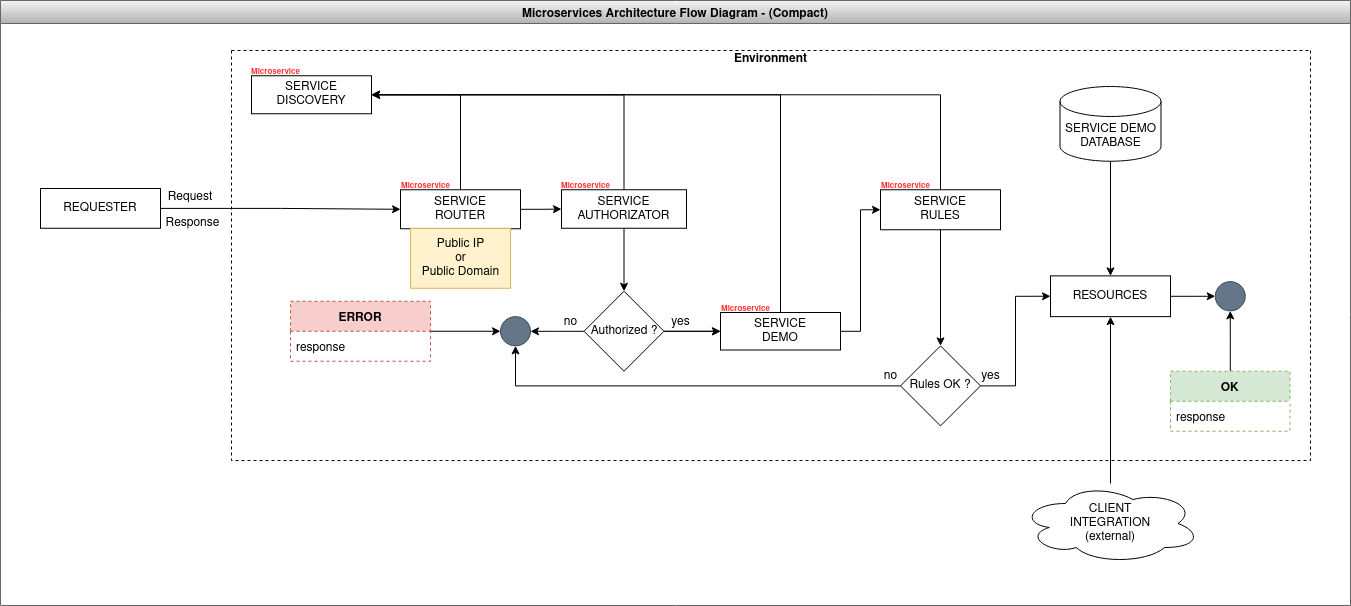 Microservices Architecture Flow Diagram - (Compact)
Environment
Microservice
SERVICE
DISCOVERY
SERVICE DEMO
DATABASE
REQUESTER
Request
Response
Microservice
SERVICE
ROUTER
Public IP
or
Public Domain
Microservice
SERVICE
AUTHORIZATOR
Microservice
SERVICE
RULES
ERROR
response
no
Authorized ?
yes
Microservice
SERVICE
DEMO
no
Rules OK ?
yes
RESOURCES
OK
response
CLIENT
INTEGRATION
(external)